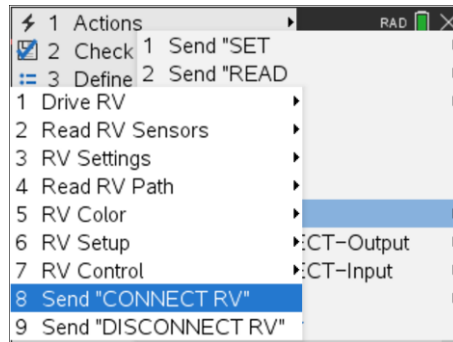 1 Actions
RAD
2 Check
3 Define
1 Send "SET
2 Send "READ
1 Drive RV
2 Read RV Sensors
3 RV Settings
4 Read RV Path
5 RV Color
6 RV Setup
7 RV Control
8 Send "CONNECT RV"
9 Send "DISCONNECT RV"
ECT-Output
ECT-Input